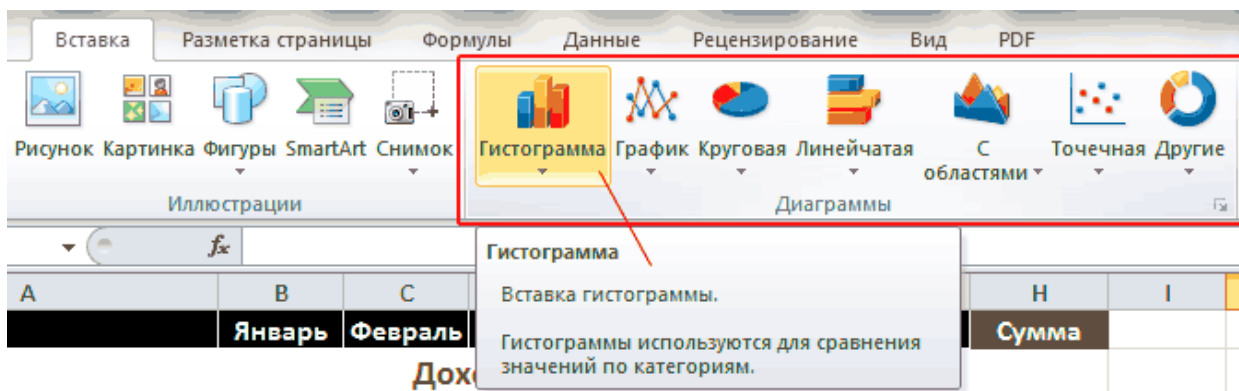 Вставка Разметка страницы Формулы Данные Рецензирование Вид PDF
Рисунок Картинка Фигуры SmartArt Снимок Гистограмма График Круговая Линейчатая С областями Точечная Другие
Иллюстрации Диаграммы
fx
Гистограмма
Вставка гистограммы.
Гистограммы используются для сравнения
значений по категориям.
A B C H I
Январь Февраль Сумма